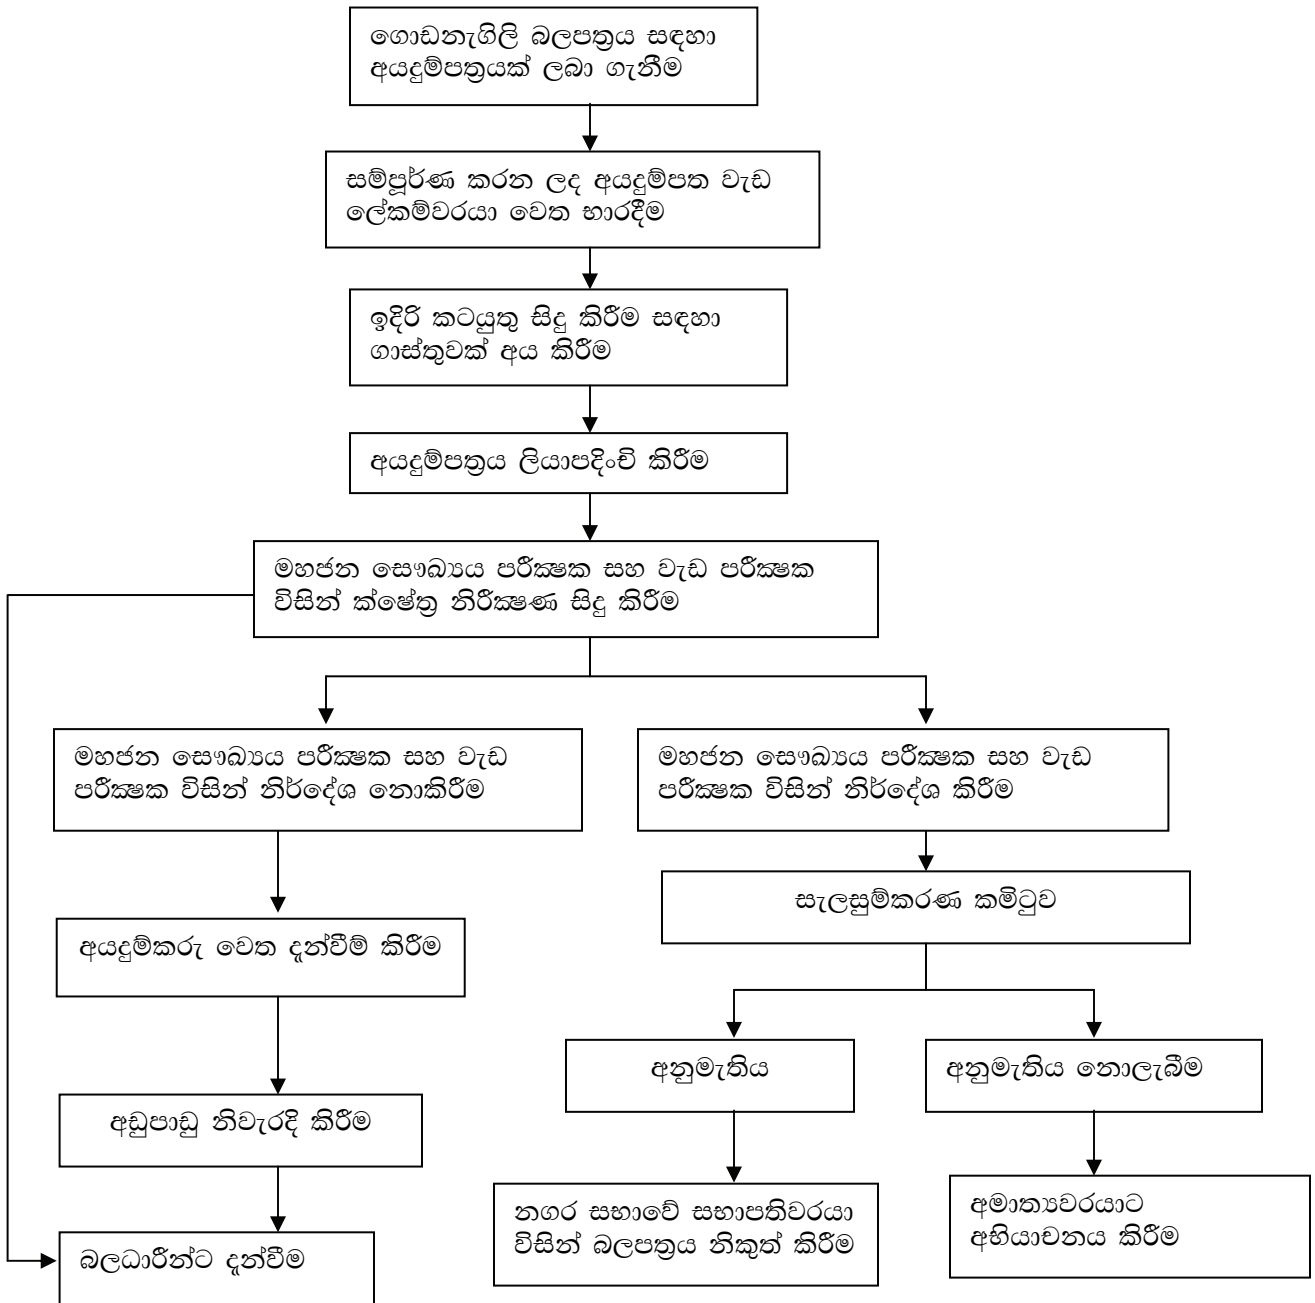 ගොඩනැගිලි බලපත්‍රය සඳහා
අයදුම්පත්‍රයක් ලබා ගැනීම
සම්පූර්ණ කරන ලද අයදුම්පත වැඩ
ලේකම්වරයා වෙත භාරදීම
ඉදිරි කටයුතු සිදු කිරීම සඳහා
ගාස්තුවක් අය කිරීම
අයදුම්පත්‍රය ලියාපදිංචි කිරීම
මහජන සෞඛ්‍යය පරීක්‍ෂක සහ වැඩ පරීක්‍ෂක
විසින් ක්ෂේත්‍ර නිරීක්‍ෂණ සිදු කිරීම
මහජන සෞඛ්‍යය පරීක්‍ෂක සහ වැඩ
පරීක්‍ෂක විසින් නිර්දේශ නොකිරීම
මහජන සෞඛ්‍යය පරීක්‍ෂක සහ වැඩ
පරීක්‍ෂක විසින් නිර්දේශ කිරීම
සැලසුම්කරණ කමිටුව
අයදුම්කරු වෙත දැන්වීම් කිරීම
අනුමැතිය
අනුමැතිය නොලැබීම
අඩුපාඩු නිවැරදි කිරීම
නගර සභාවේ සභාපතිවරයා
විසින් බලපත්‍රය නිකුත් කිරීම
අමාත්‍යවරයාට
අභියාචනය කිරීම
බලධාරීන්ට දැන්වීම